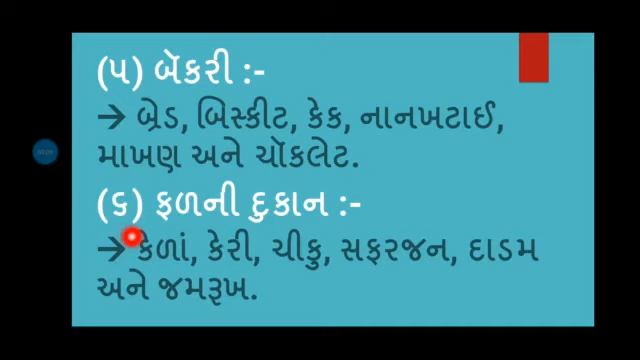 (૫) બેંકરી :-
→ બ્રેડ, બિસ્કીટ, કેક, નાનખટાઈ,
માખણ અને ચૉકલેટ.
(૬) ફળની દુકાન :-
→ કેળાં, કેરી, ચીકુ, સફરજન, દાડમ
અને જમરૂખ.